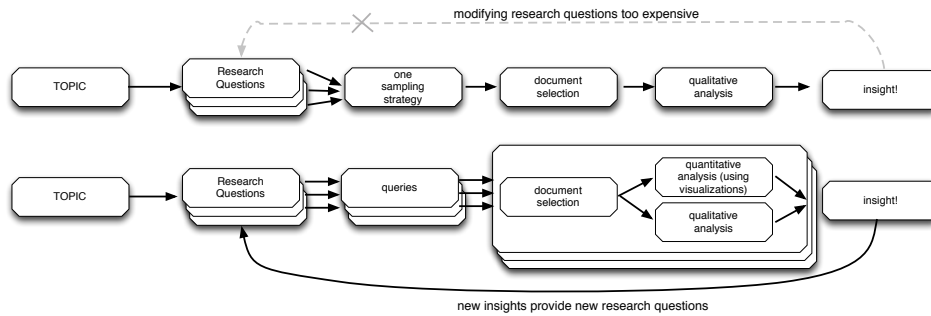 modifying research questions too expensive
TOPIC
Research
Questions
one
sampling
strategy
document
selection
qualitative
analysis
insight!
TOPIC
Research
Questions
queries
document
selection
quantitative
analysis (using
visualizations)
qualitative
analysis
insight!
new insights provide new research questions